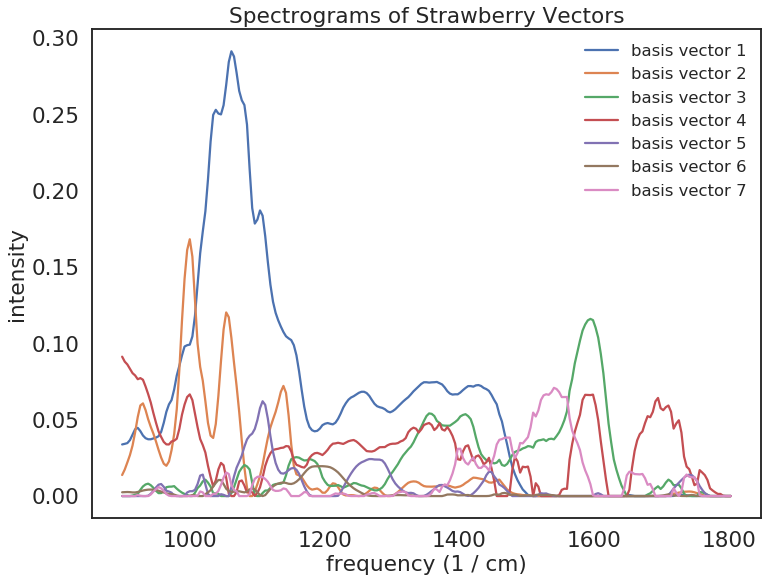 Spectrograms of Strawberry Vectors
basis vector 1
basis vector 2
basis vector 3
basis vector 4
basis vector 5
basis vector 6
basis vector 7
intensity
0.30
0.25
0.20
0.15
0.10
0.05
0.00
1000 1200 1400 1600 1800
frequency (1 / cm)